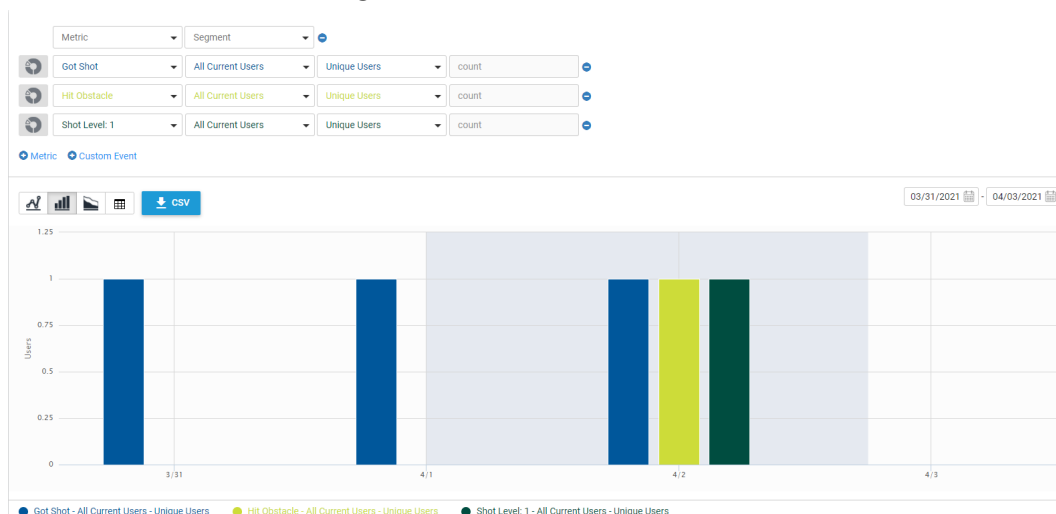 Metric Segment
Got Shot All Current Users Unique Users count
Hit Obstacle All Current Users Unique Users count
Shot Level: 1 All Current Users Unique Users count
Metric Custom Event
CSV 03/31/2021 - 04/03/2021
1.25
1
0.75
Users
0.5
0.25
0
3/31 4/1 4/2 4/3
Got Shot - All Current Users - Unique Users Hit Obstacle - All Current Users - Unique Users Shot Level: 1 - All Current Users - Unique Users